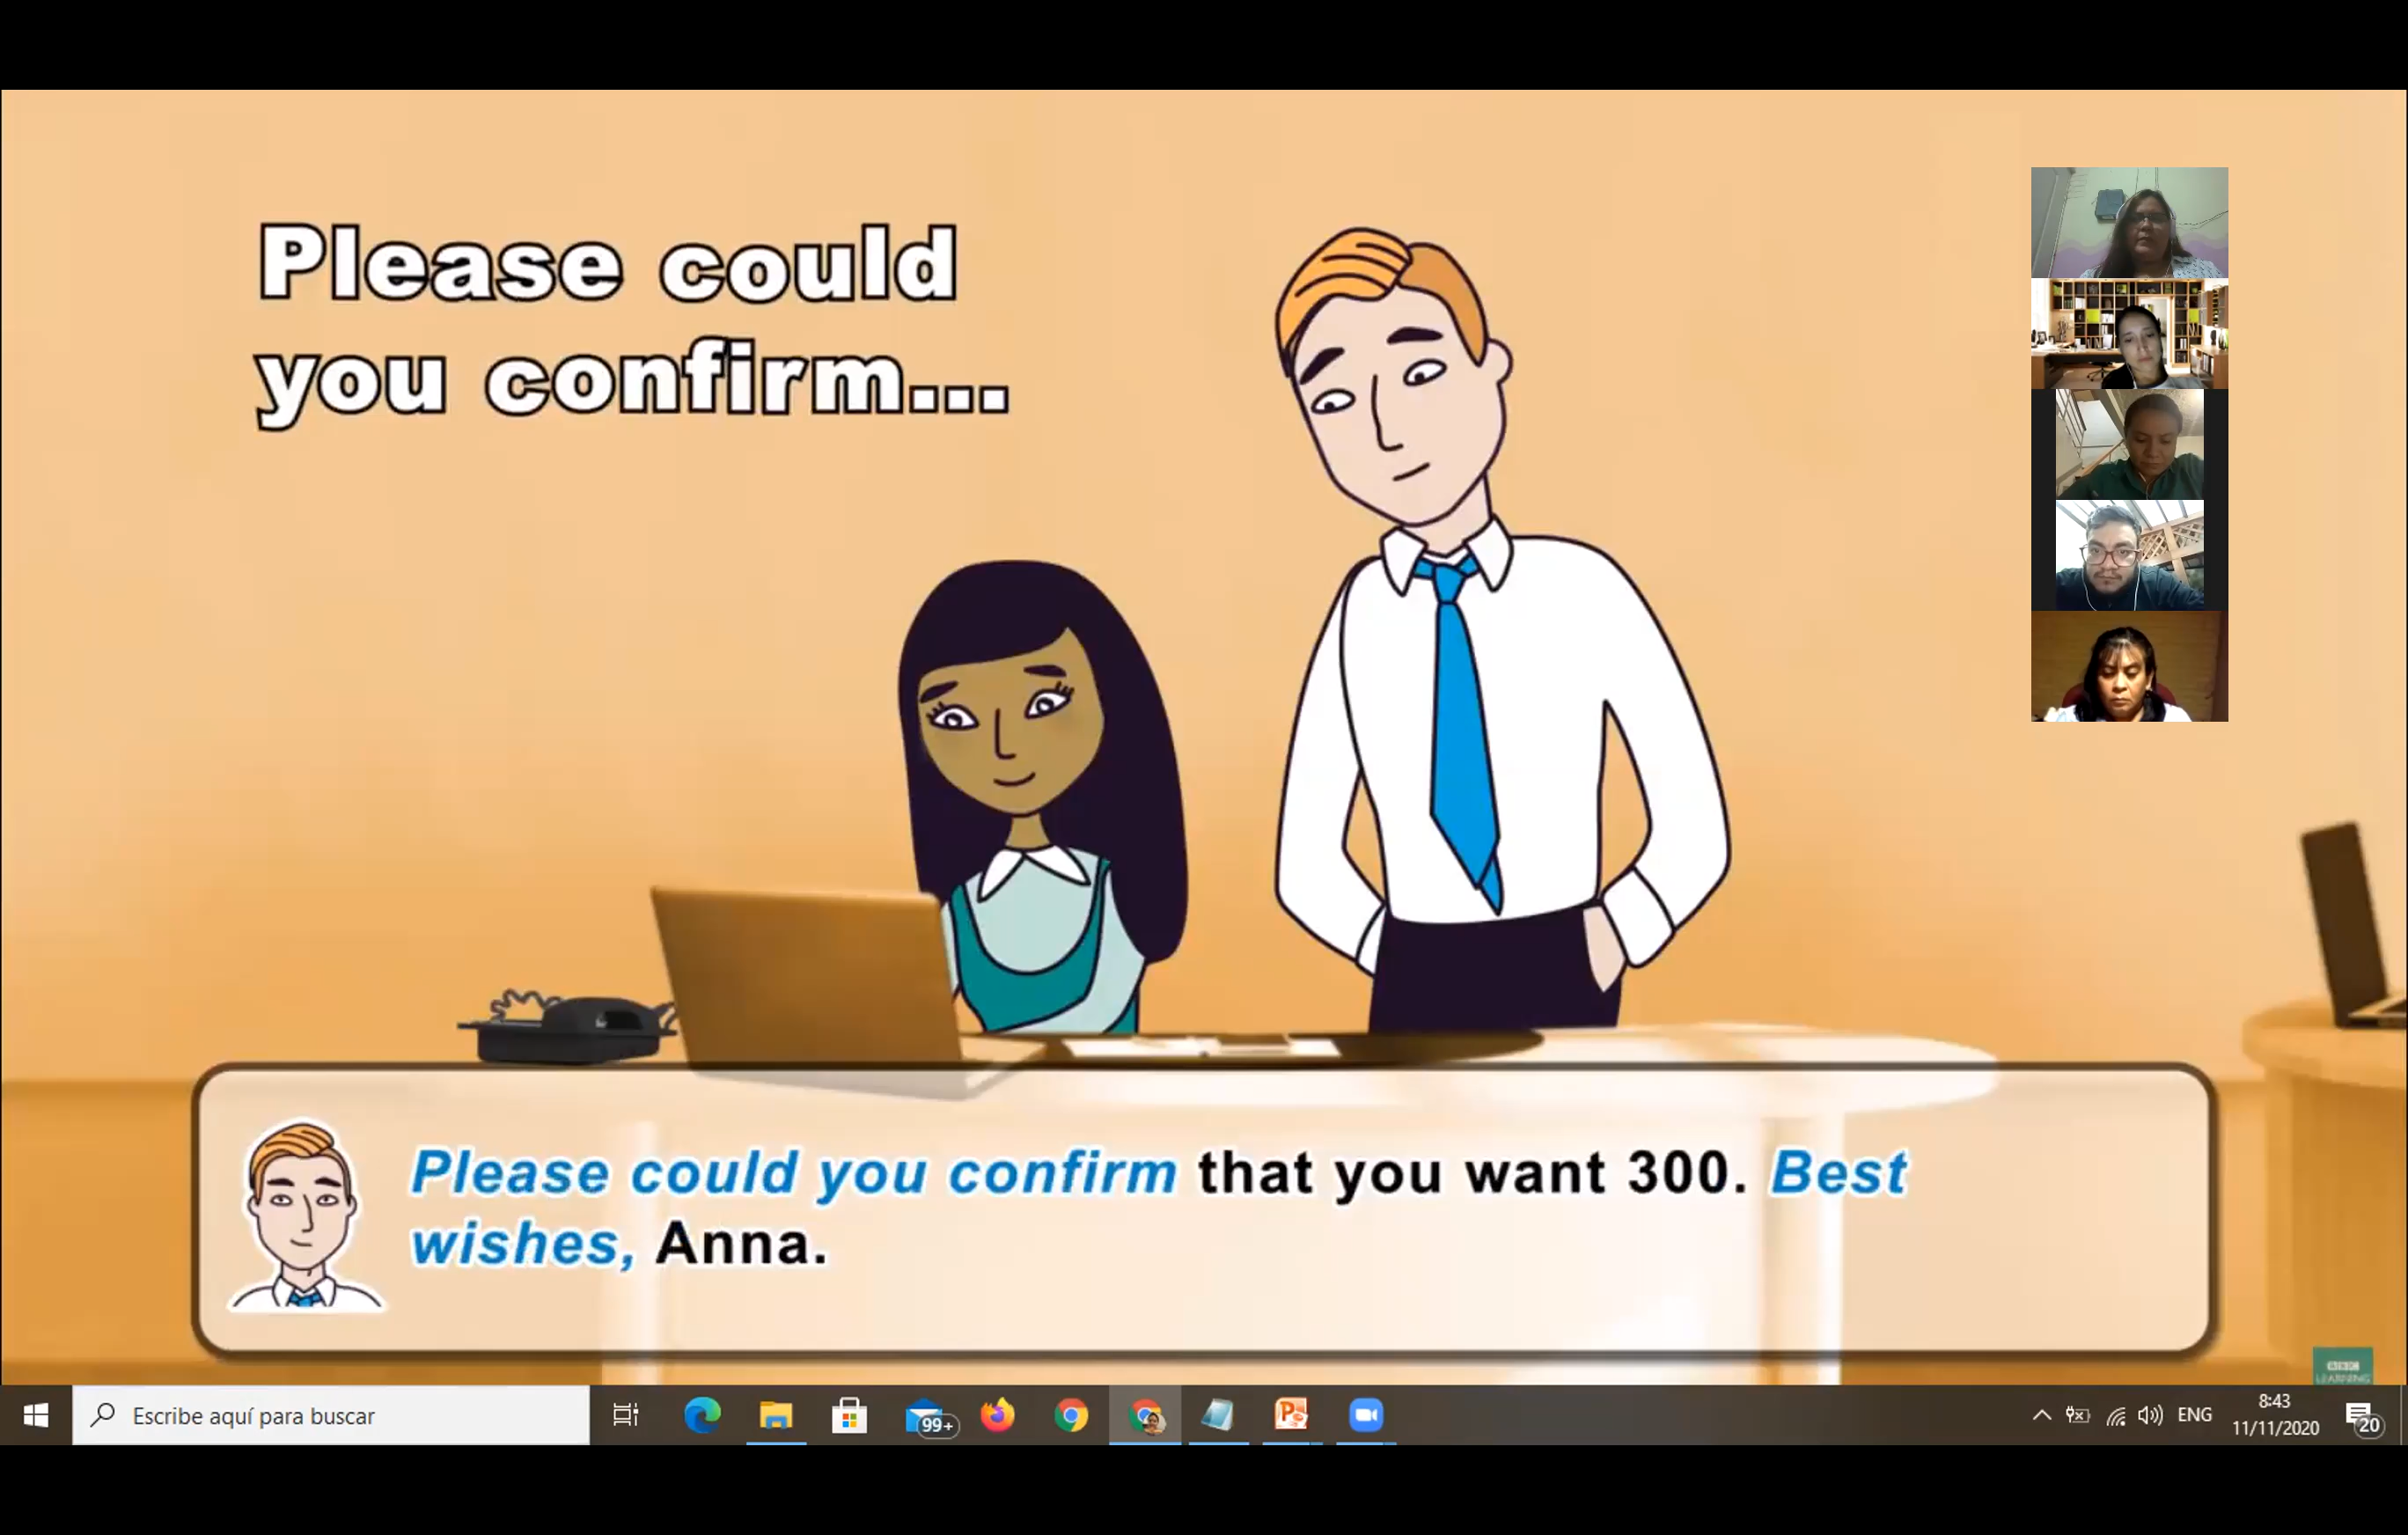 Please could
you confirm...
Please could you confirm that you want 300. Best
wishes, Anna.
LEARNING
Escribe aquí para buscar
99+
ENG
8:43
11/11/2020
20